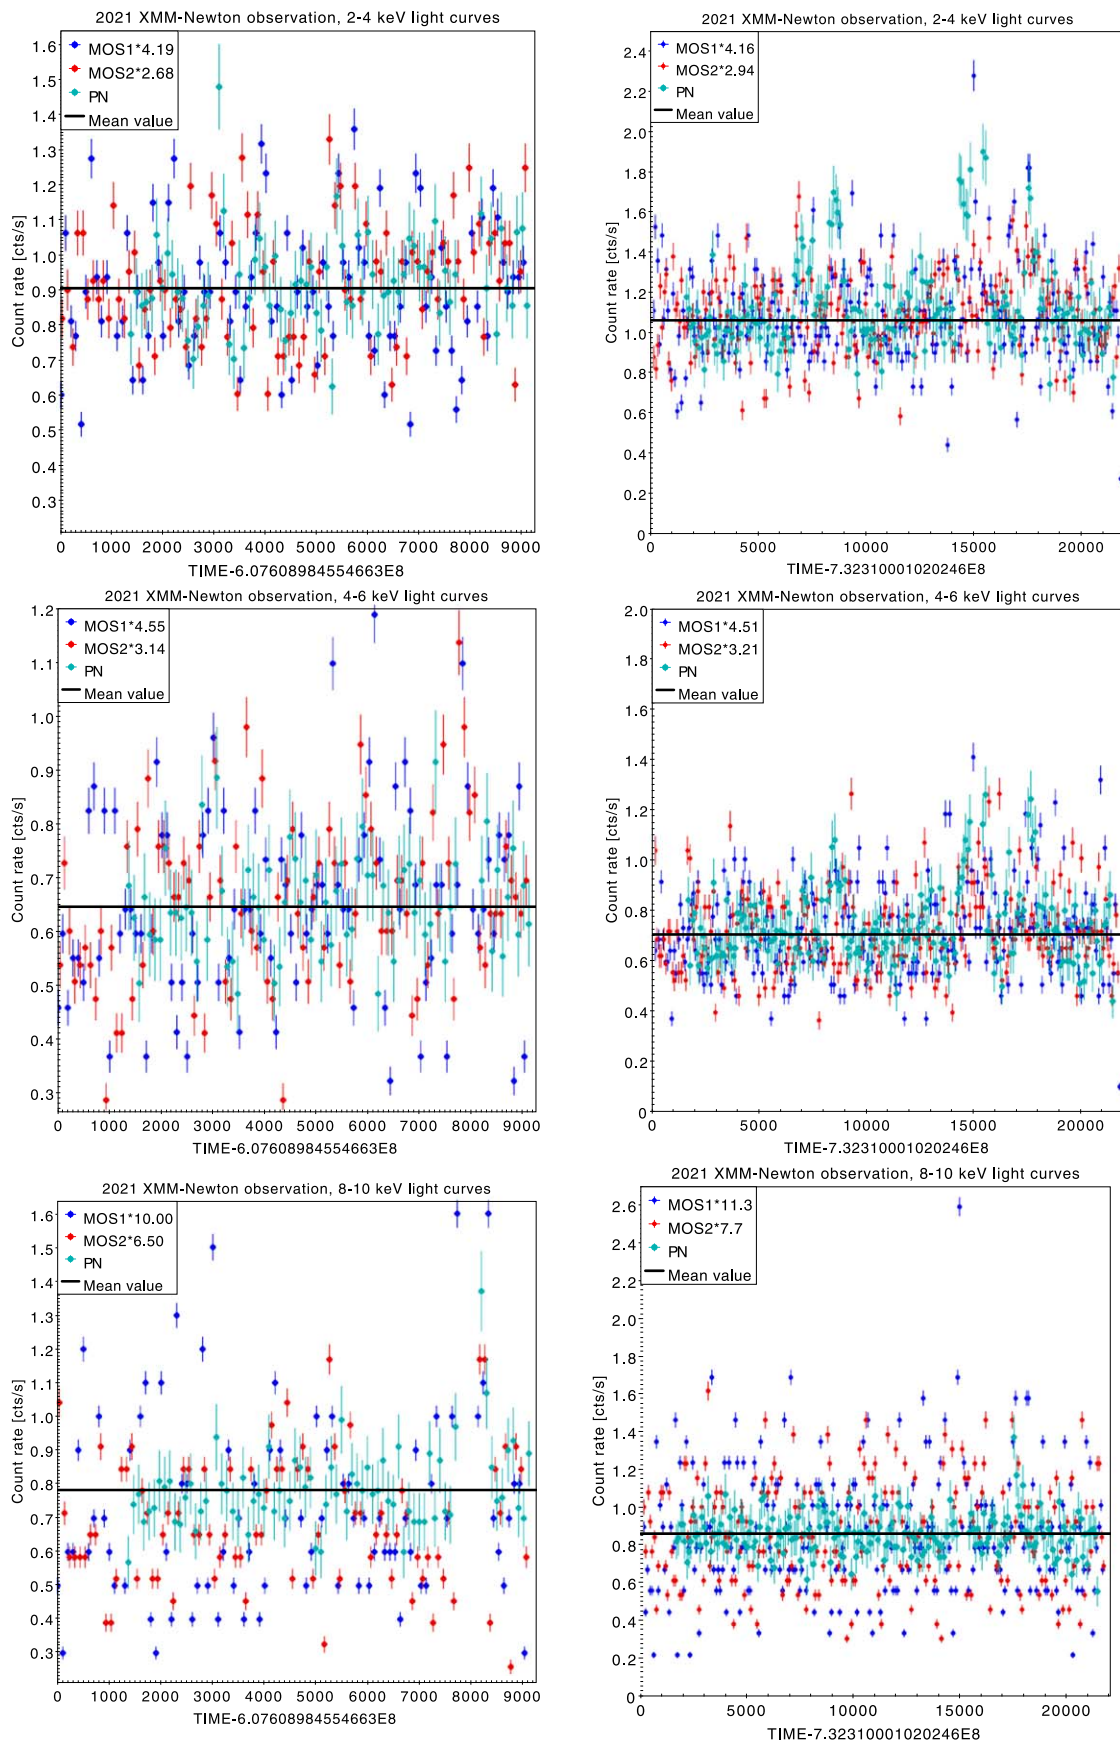 2021 XMM-Newton observation, 2-4 keV light curves
MOS1*4.19
MOS2*2.68
PN
Mean value
1.6
1.5
1.4
1.3
1.2
1.1
1.0
0.9
0.8
0.7
0.6
0.5
0.4
0.3
Count rate [cts/s]
0 1000 2000 3000 4000 5000 6000 7000 8000 9000
TIME-6.07608984554663E8
2021 XMM-Newton observation, 2-4 keV light curves
MOS1*4.16
MOS2*2.94
PN
Mean value
2.4
2.2
2.0
1.8
1.6
1.4
1.2
1.0
0.8
0.6
0.4
0.2
0
Count rate [cts/s]
0 5000 10000 15000 20000
TIME-7.32310001020246E8
2021 XMM-Newton observation, 4-6 keV light curves
MOS1*4.55
MOS2*3.14
PN
Mean value
1.2
1.1
1.0
0.9
0.8
0.7
0.6
0.5
0.4
0.3
Count rate [cts/s]
0 1000 2000 3000 4000 5000 6000 7000 8000 9000
TIME-6.07608984554663E8
2021 XMM-Newton observation, 4-6 keV light curves
MOS1*4.51
MOS2*3.21
PN
Mean value
2.0
1.8
1.6
1.4
1.2
1.0
0.8
0.6
0.4
0.2
0
Count rate [cts/s]
0 5000 10000 15000 20000
TIME-7.32310001020246E8
2021 XMM-Newton observation, 8-10 keV light curves
MOS1*10.00
MOS2*6.50
PN
Mean value
1.6
1.5
1.4
1.3
1.2
1.1
1.0
0.9
0.8
0.7
0.6
0.5
0.4
0.3
Count rate [cts/s]
0 1000 2000 3000 4000 5000 6000 7000 8000 9000
TIME-6.07608984554663E8
2021 XMM-Newton observation, 8-10 keV light curves
MOS1*11.3
MOS2*7.7
PN
Mean value
2.6
2.4
2.2
2.0
1.8
1.6
1.4
1.2
1.0
0.8
0.6
0.4
0.2
0
Count rate [cts/s]
0 5000 10000 15000 20000
TIME-7.32310001020246E8